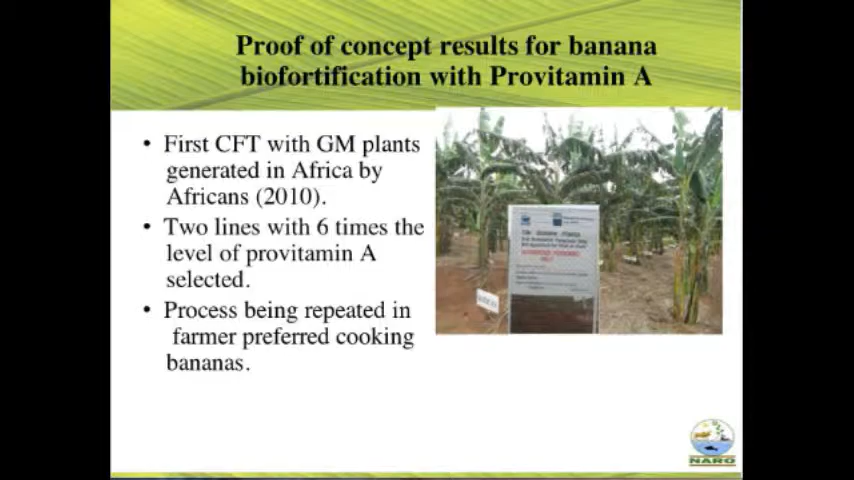 Proof of concept results for banana
biofortification with Provitamin A
• First CFT with GM plants
generated in Africa by
Africans (2010).
• Two lines with 6 times the
level of provitamin A
selected.
• Process being repeated in
farmer preferred cooking
bananas.
NARO